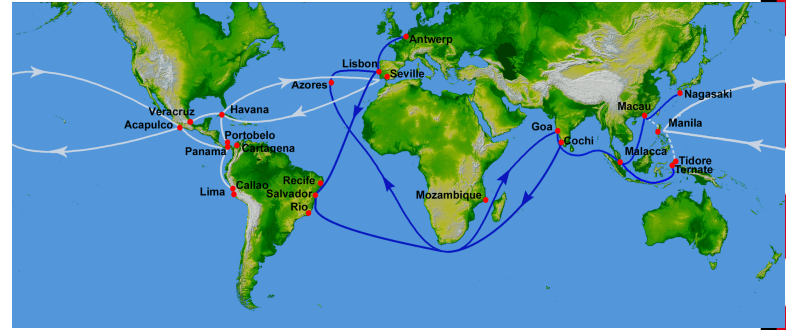 Antwerp
Lisbon
Seville
Azores
Nagasaki
Veracruz
Havana
Macau
Acapulco
Manila
Goa
Portobelo
Cochi
Panama
Cartagena
Malacca
Tidore
Ternate
Recife
Callao
Lima
Salvador
Mozambique
Rio